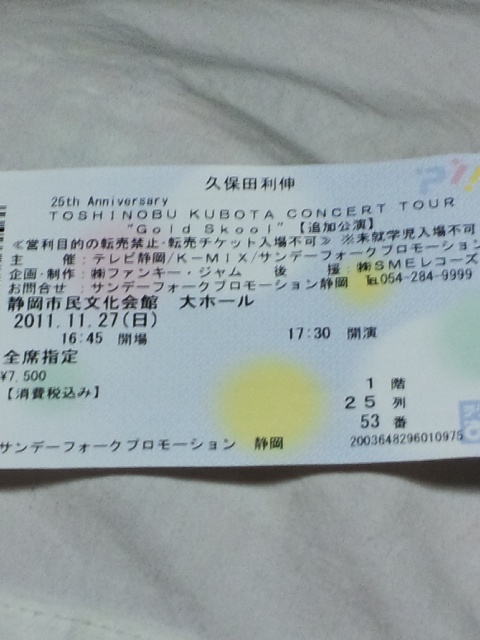 久保田利伸
25th Anniversary
TOSHINOBU KUBOTA CONCERT TOUR
"Gold Skool" 【追加公演】
≪営利目的の転売禁止・転売チケット入場不可≫ ※未就学児入場不可
主　催：テレビ静岡/K-MIX/サンデーフォークプロモーション
企画・制作：㈱ファンキー・ジャム　後　援：㈱SMEレコーズ
お問合せ　：サンデーフォークプロモーション静岡　℡054-284-9999
静岡市民文化会館　大ホール
2011.11.27(日)
16:45　開場　17:30　開演
全席指定
¥7,500
【消費税込み】
1　階
25　列
53　番
サンデーフォークプロモーション　静岡　2003648296010975